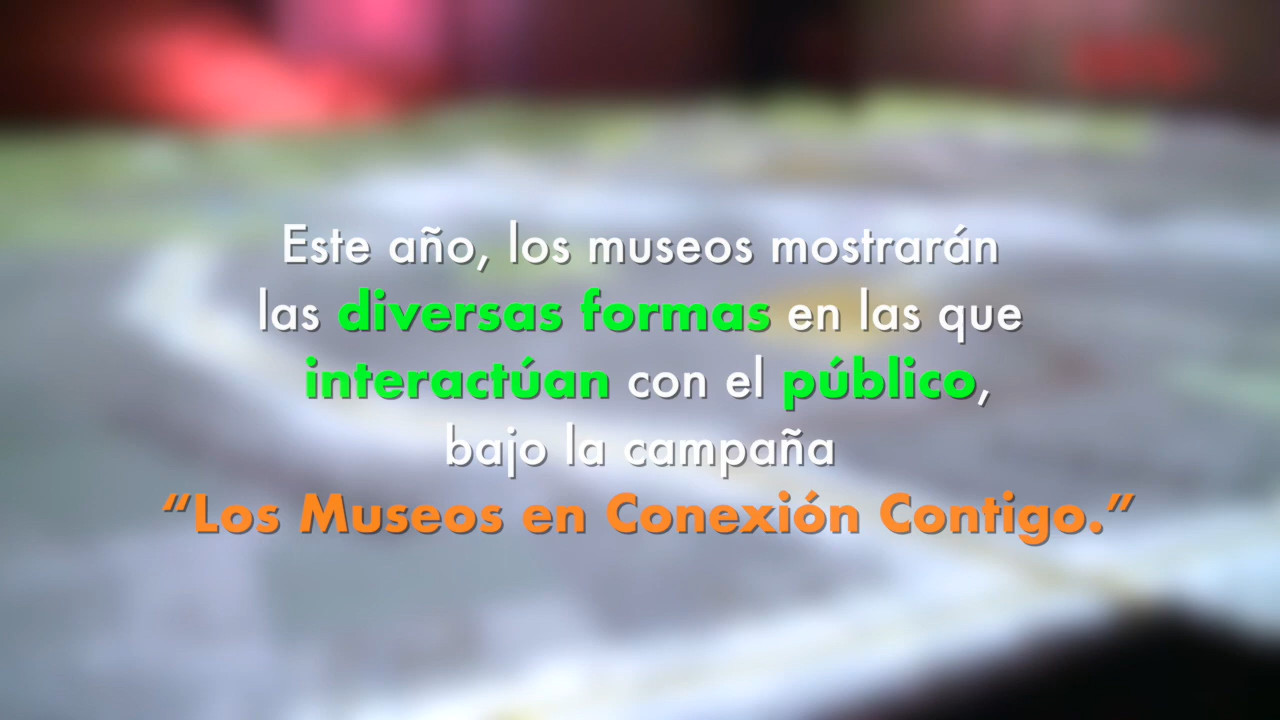 Este año, los museos mostrarán
las diversas formas en las que
interactúan con el público,
bajo la campaña
“Los Museos en Conexión Contigo.”